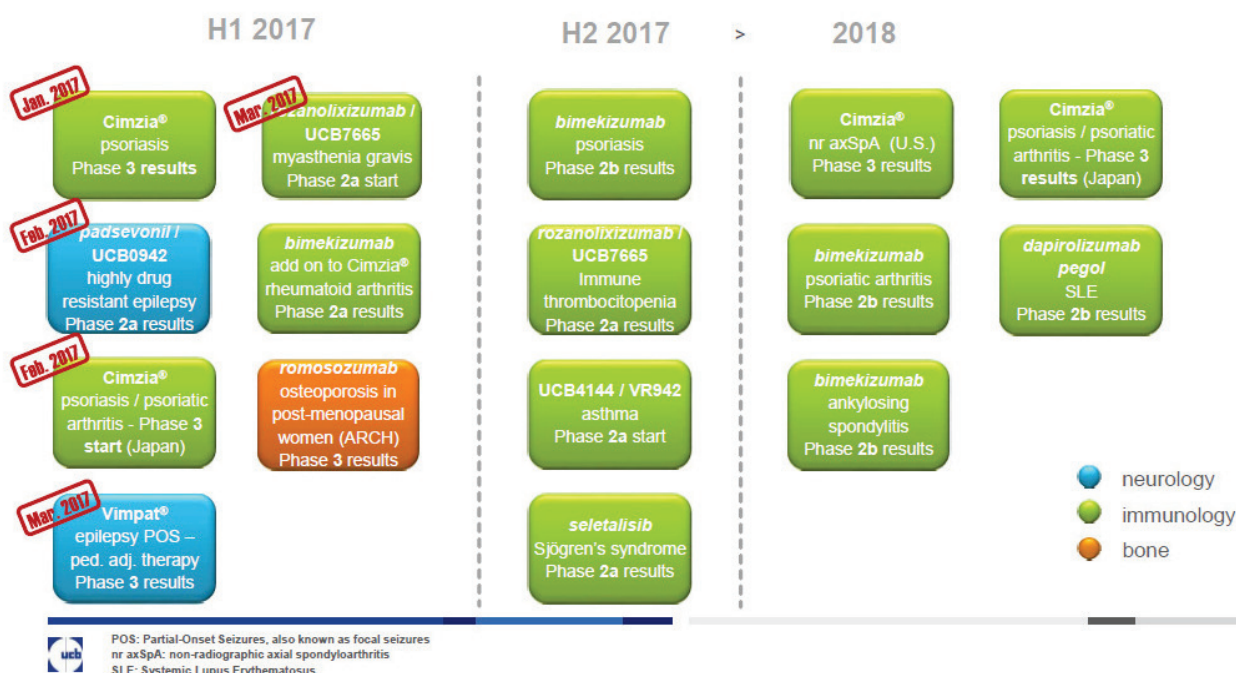 H1 2017
H2 2017
>
2018
Jan. 2017
Cimzia®
psoriasis
Phase 3 results
Mar. 2017
rozanolixizumab /
UCB7665
myasthenia gravis
Phase 2a start
Feb. 2017
padsevonil /
UCB0942
highly drug
resistant epilepsy
Phase 2a results
bimekizumab
add on to Cimzia®
rheumatoid arthritis
Phase 2a results
Feb. 2017
Cimzia®
psoriasis / psoriatic
arthritis - Phase 3
start (Japan)
romosozumab
osteoporosis in
post-menopausal
women (ARCH)
Phase 3 results
Mar. 2017
Vimpat®
epilepsy POS –
ped. adj. therapy
Phase 3 results
bimekizumab
psoriasis
Phase 2b results
rozanolixizumab /
UCB7665
Immune
thrombocitopenia
Phase 2a results
UCB4144 / VR942
asthma
Phase 2a start
seletalisib
Sjögren's syndrome
Phase 2a results
Cimzia®
nr axSpA (U.S.)
Phase 3 results
Cimzia®
psoriasis / psoriatic
arthritis - Phase 3
results (Japan)
bimekizumab
psoriatic arthritis
Phase 2b results
dapirolizumab
pegol
SLE
Phase 2b results
bimekizumab
ankylosing
spondylitis
Phase 2b results
neurology
immunology
bone
ucb
POS: Partial-Onset Seizures, also known as focal seizures
nr axSpA: non-radiographic axial spondyloarthritis
SLE: Systemic Lupus Erythematosus